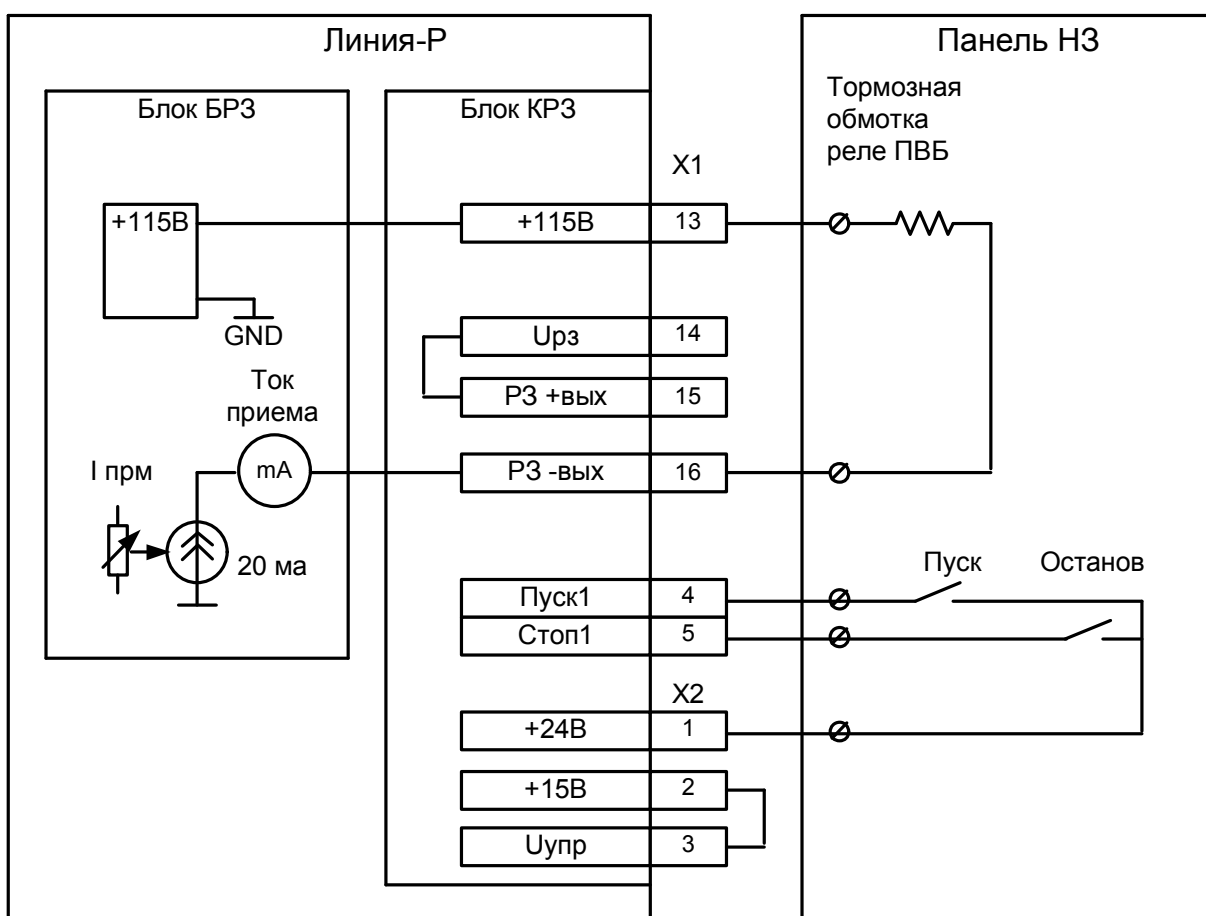 Линия-Р
Панель НЗ
Блок БРЗ
Блок КРЗ
Тормозная
обмотка
реле ПВБ
X1
+115В
+115В
13
GND
Uрз
14
РЗ +вых
15
Ток
приема
I прм
mA
РЗ -вых
16
20 ма
Пуск
Останов
Пуск1
4
Стоп1
5
X2
+24В
1
+15В
2
Uупр
3